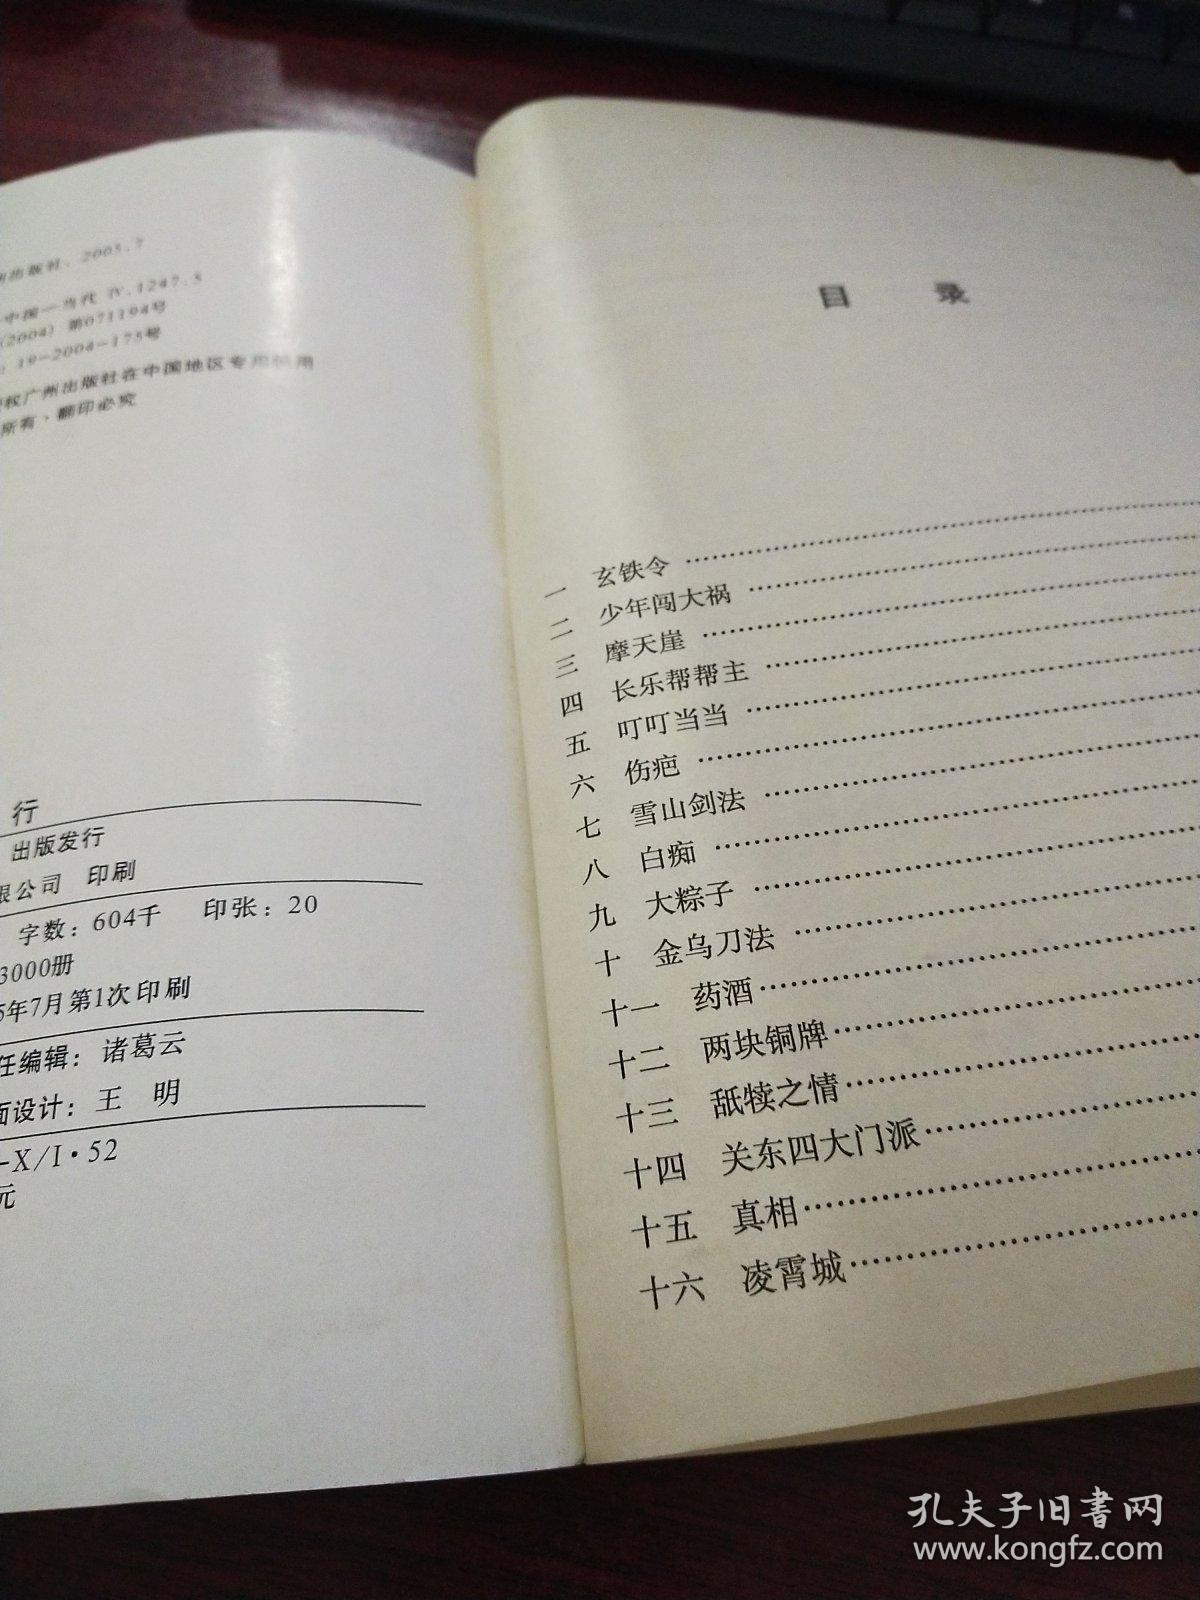 出版社，2005.7
中国—当代 Ⅳ.1247.5
(2004) 第071194号
：19-2004-175号
权广州出版社在中国地区专用使用
所有·翻印必究
行
出版发行
限公司 印刷
字数：604千 印张：20
3000册
5年7月第1次印刷
任编辑：诸葛云
面设计：王 明
-X/I·52
元
目 录
一 玄铁令
二 少年闯大祸
三 摩天崖
四 长乐帮帮主
五 叮叮当当
六 伤疤
七 雪山剑法
八 白痴
九 大粽子
十 金乌刀法
十一 药酒
十二 两块铜牌
十三 舐犊之情
十四 关东四大门派
十五 真相
十六 凌霄城
孔夫子旧书网
www.kongfz.com